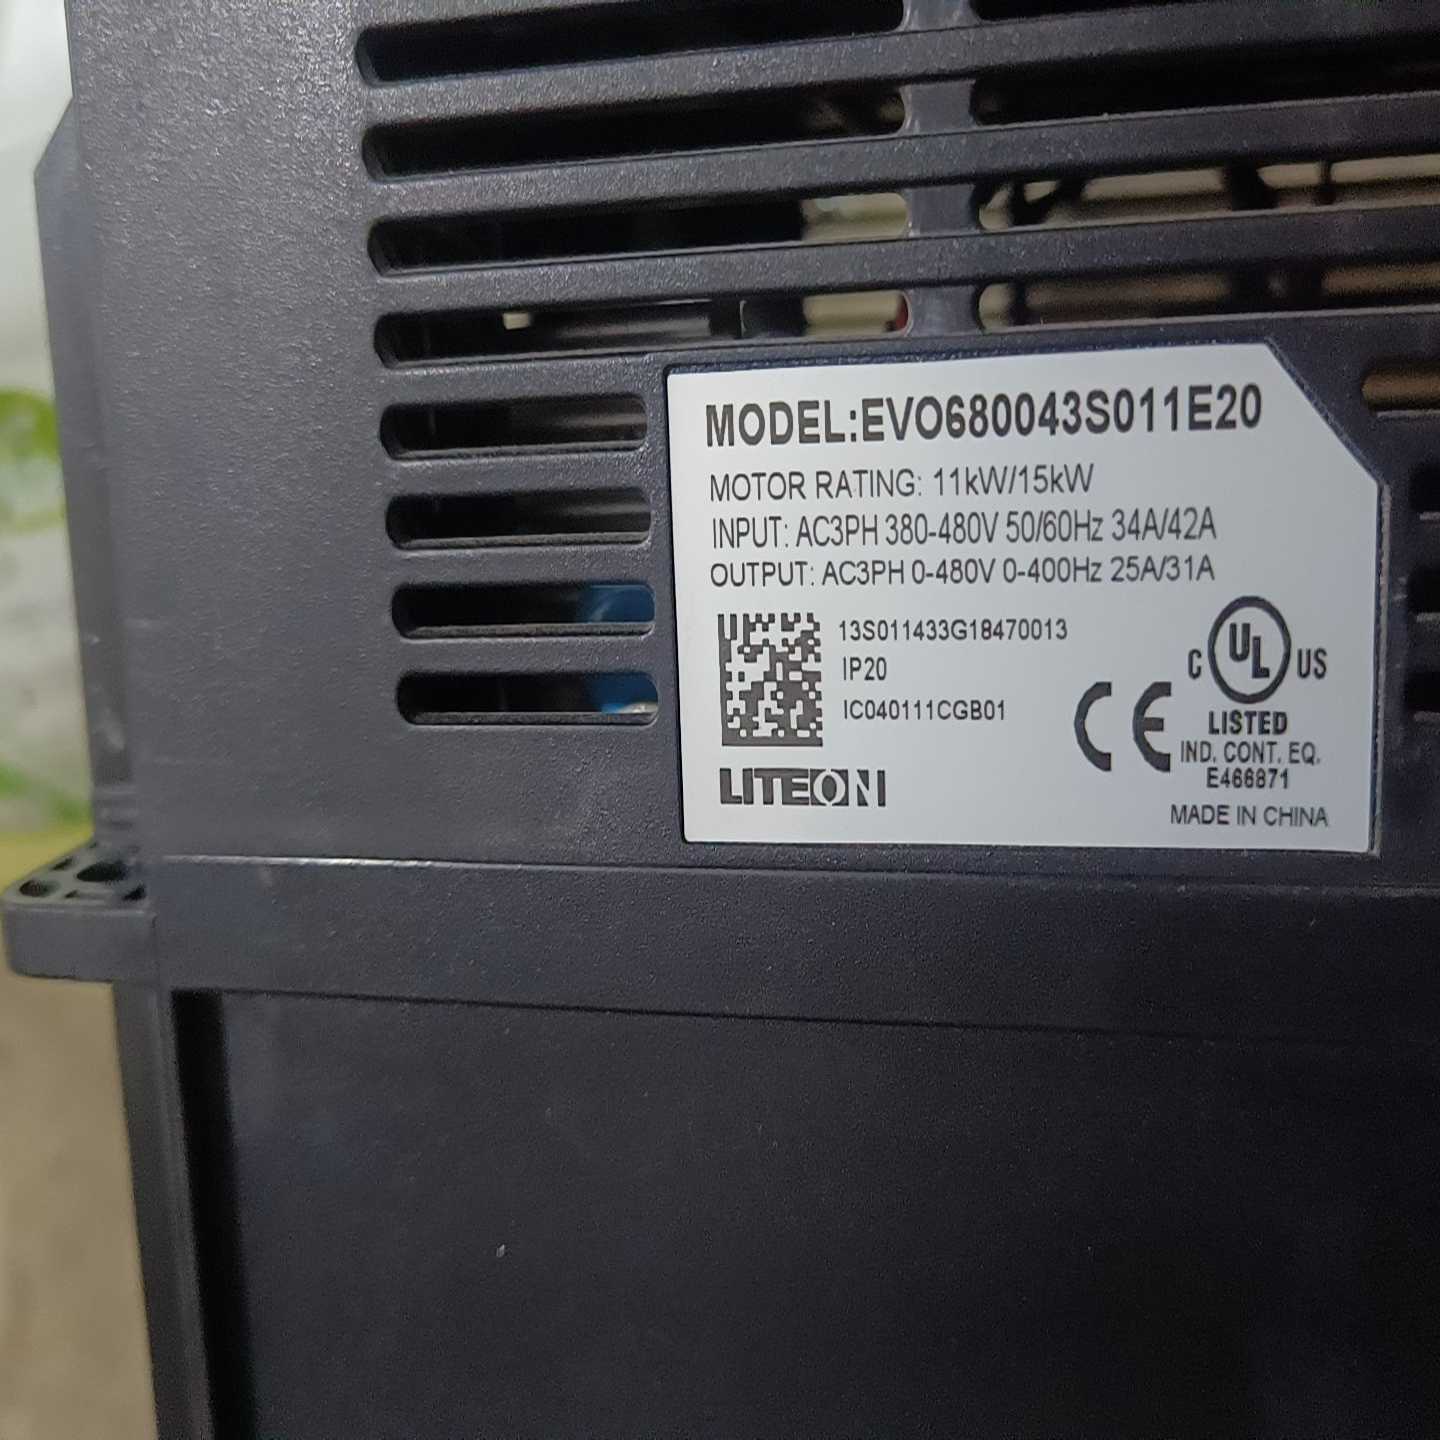 MODEL:EVO680043S011E20
MOTOR RATING: 11kW/15kW
INPUT: AC3PH 380-480V 50/60Hz 34A/42A
OUTPUT: AC3PH 0-480V 0-400Hz 25A/31A
13S011433G18470013
IP20
IC040111CGB01
LITEON
CE
C UL US
LISTED
IND. CONT. EQ.
E466871
MADE IN CHINA